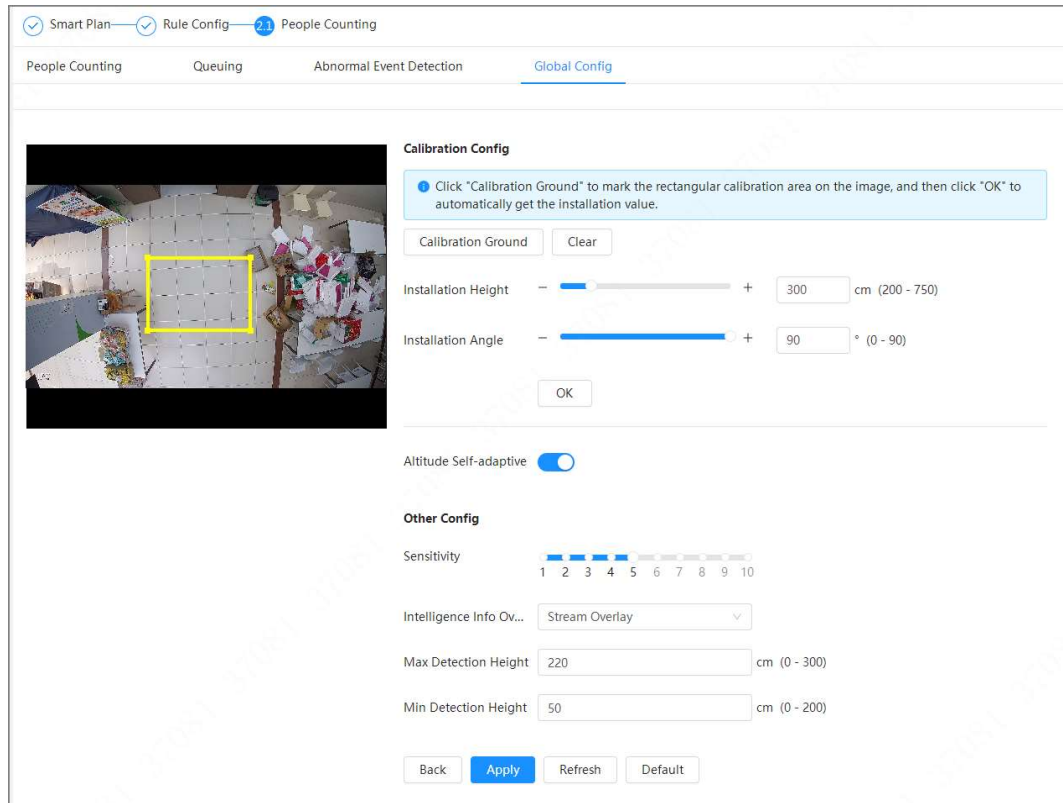 Smart Plan Rule Config 2.1 People Counting
People Counting Queuing Abnormal Event Detection Global Config
Calibration Config
Click "Calibration Ground" to mark the rectangular calibration area on the image, and then click "OK" to
automatically get the installation value.
Calibration Ground Clear
Installation Height − + 300 cm (200 - 750)
Installation Angle − + 90 ° (0 - 90)
OK
Altitude Self-adaptive
Other Config
Sensitivity
1 2 3 4 5 6 7 8 9 10
Intelligence Info Ov... Stream Overlay
Max Detection Height 220 cm (0 - 300)
Min Detection Height 50 cm (0 - 200)
Back Apply Refresh Default